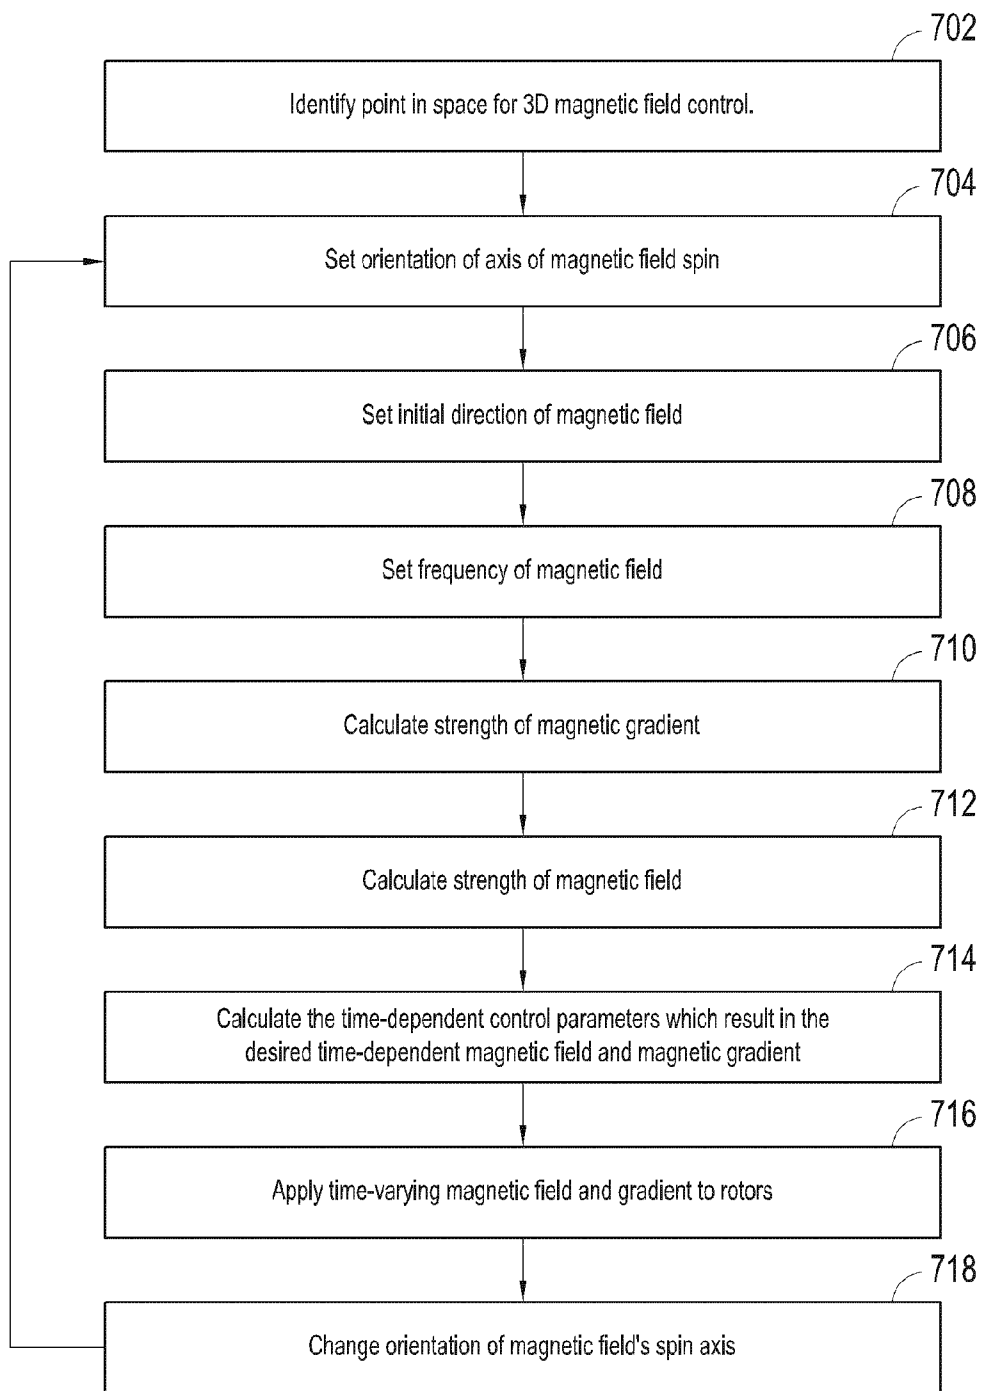 702
Identify point in space for 3D magnetic field control.
704
Set orientation of axis of magnetic field spin
706
Set initial direction of magnetic field
708
Set frequency of magnetic field
710
Calculate strength of magnetic gradient
712
Calculate strength of magnetic field
714
Calculate the time-dependent control parameters which result in the
desired time-dependent magnetic field and magnetic gradient
716
Apply time-varying magnetic field and gradient to rotors
718
Change orientation of magnetic field's spin axis